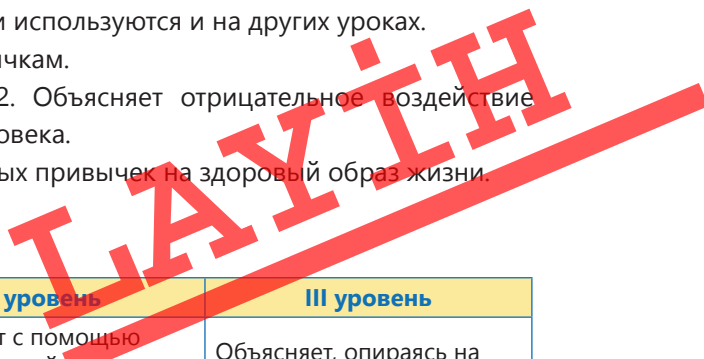 и используются и на других уроках.
ичкам.
2. Объясняет отрицательное воздействие
овека.
ых привычек на здоровый образ жизни.
LAYİH
уровень III уровень
т с помощью
Объясняет, опираясь на